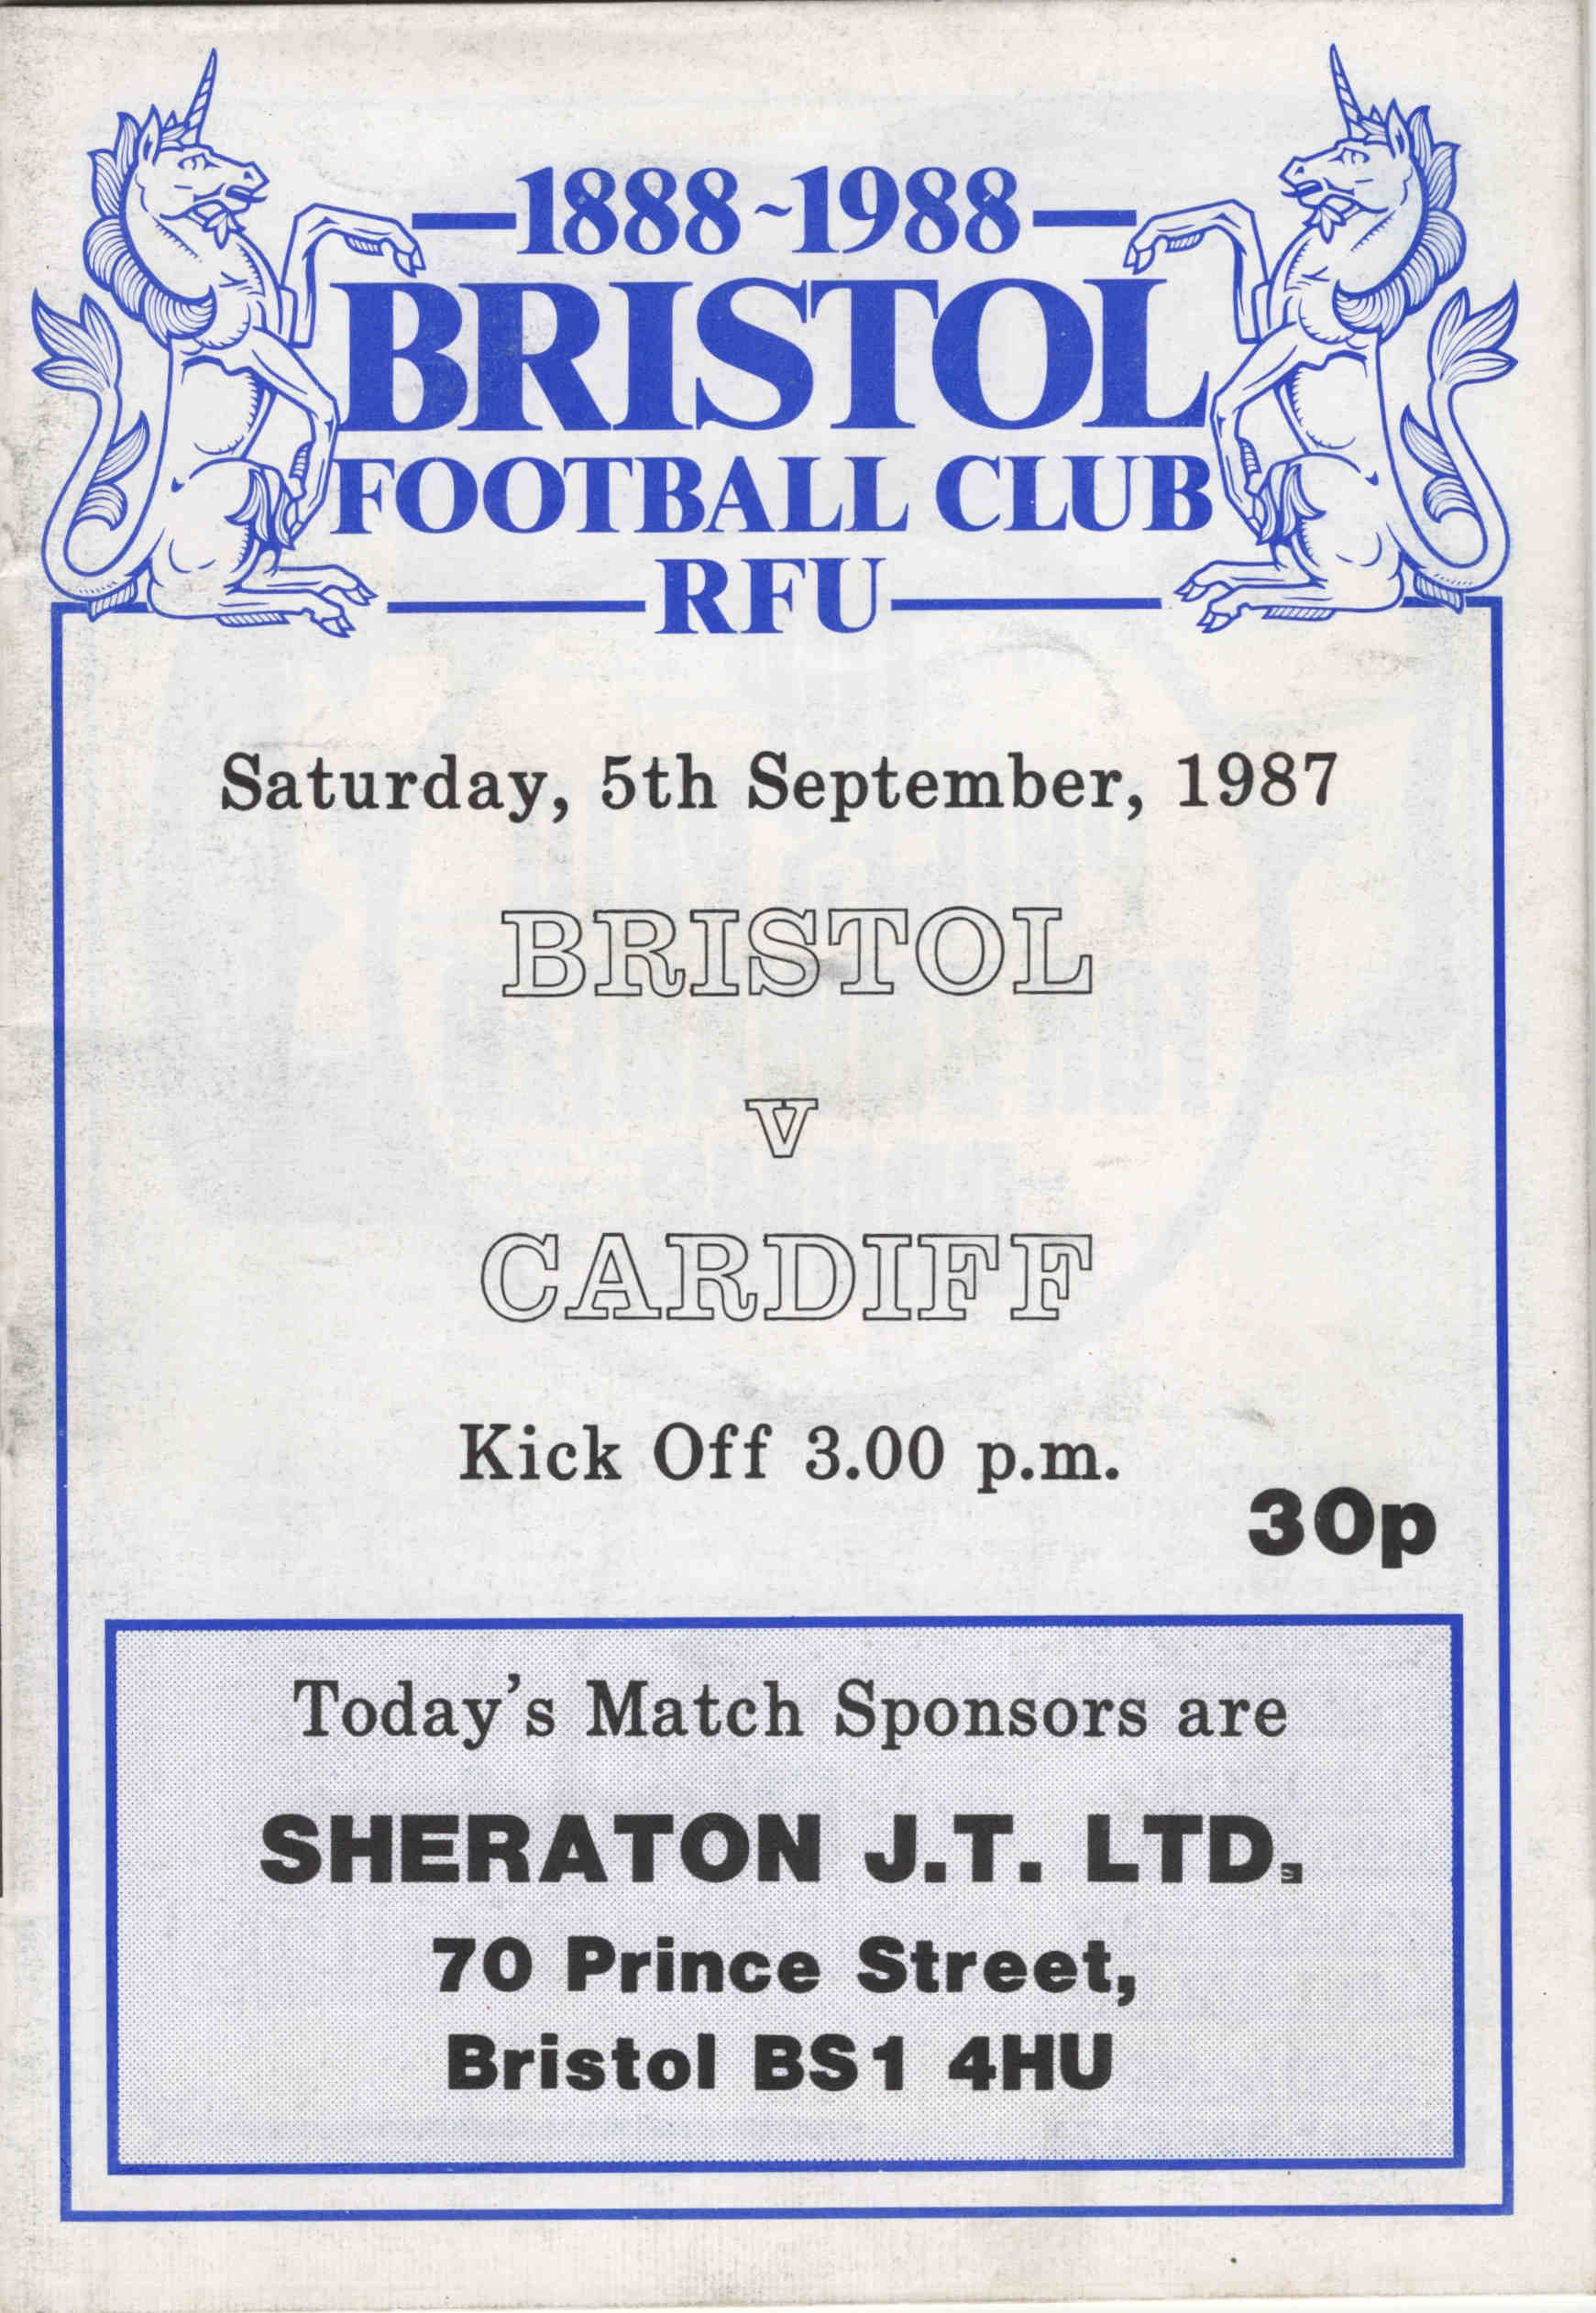 1888~1988
BRISTOL
FOOTBALL CLUB
RFU
Saturday, 5th September, 1987
BRISTOL
v
CARDIFF
Kick Off 3.00 p.m.
30p
Today's Match Sponsors are
SHERATON J.T. LTD.
70 Prince Street,
Bristol BS1 4HU